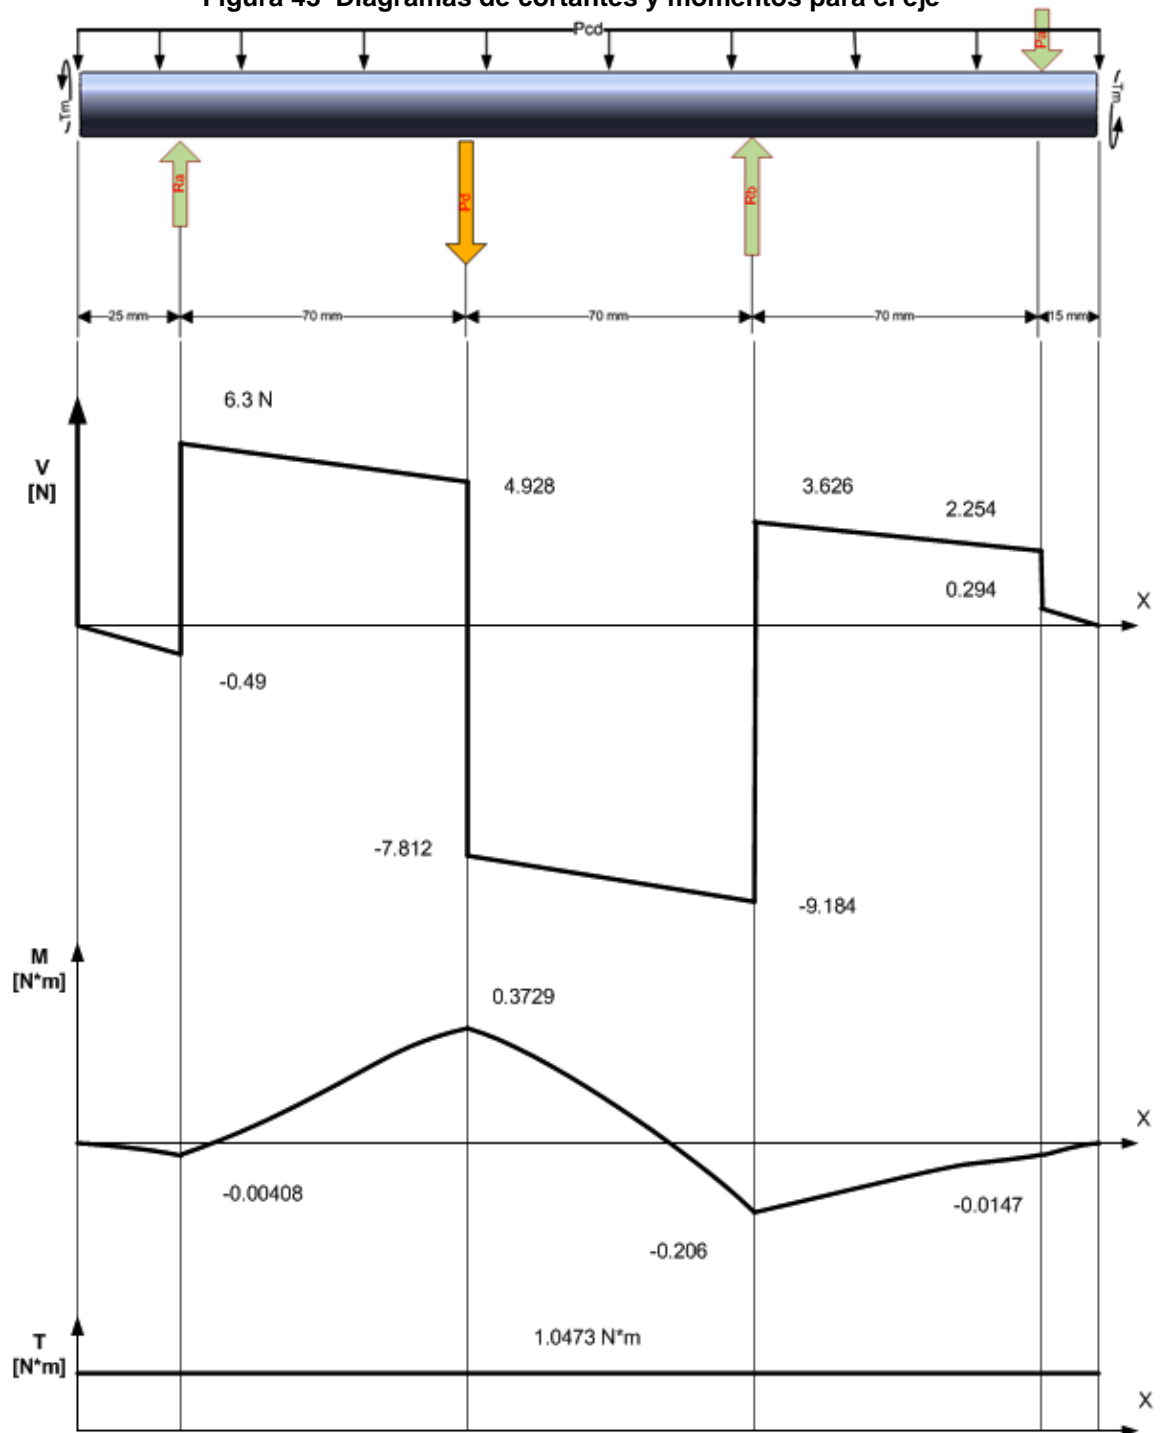 Figura 45 Diagramas de cortantes y momentos para el eje
Pcd
Pa
Tm
Tm
Ra
Pd
Rb
25 mm
70 mm
70 mm
70 mm
15 mm
6.3 N
V
[N]
4.928
3.626
2.254
0.294
X
-0.49
-7.812
-9.184
M
[N*m]
0.3729
X
-0.00408
-0.0147
-0.206
1.0473 N*m
T
[N*m]
X